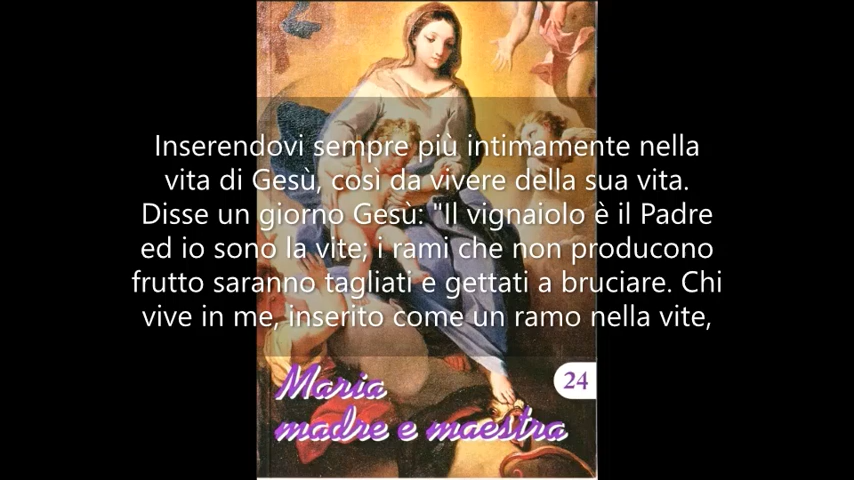 Inserendovi sempre più intimamente nella
vita di Gesù, così da vivere della sua vita.
Disse un giorno Gesù: "Il vignaiolo è il Padre
ed io sono la vite; i rami che non producono
frutto saranno tagliati e gettati a bruciare. Chi
vive in me, inserito come un ramo nella vite,
24
Maria
madre e maestra